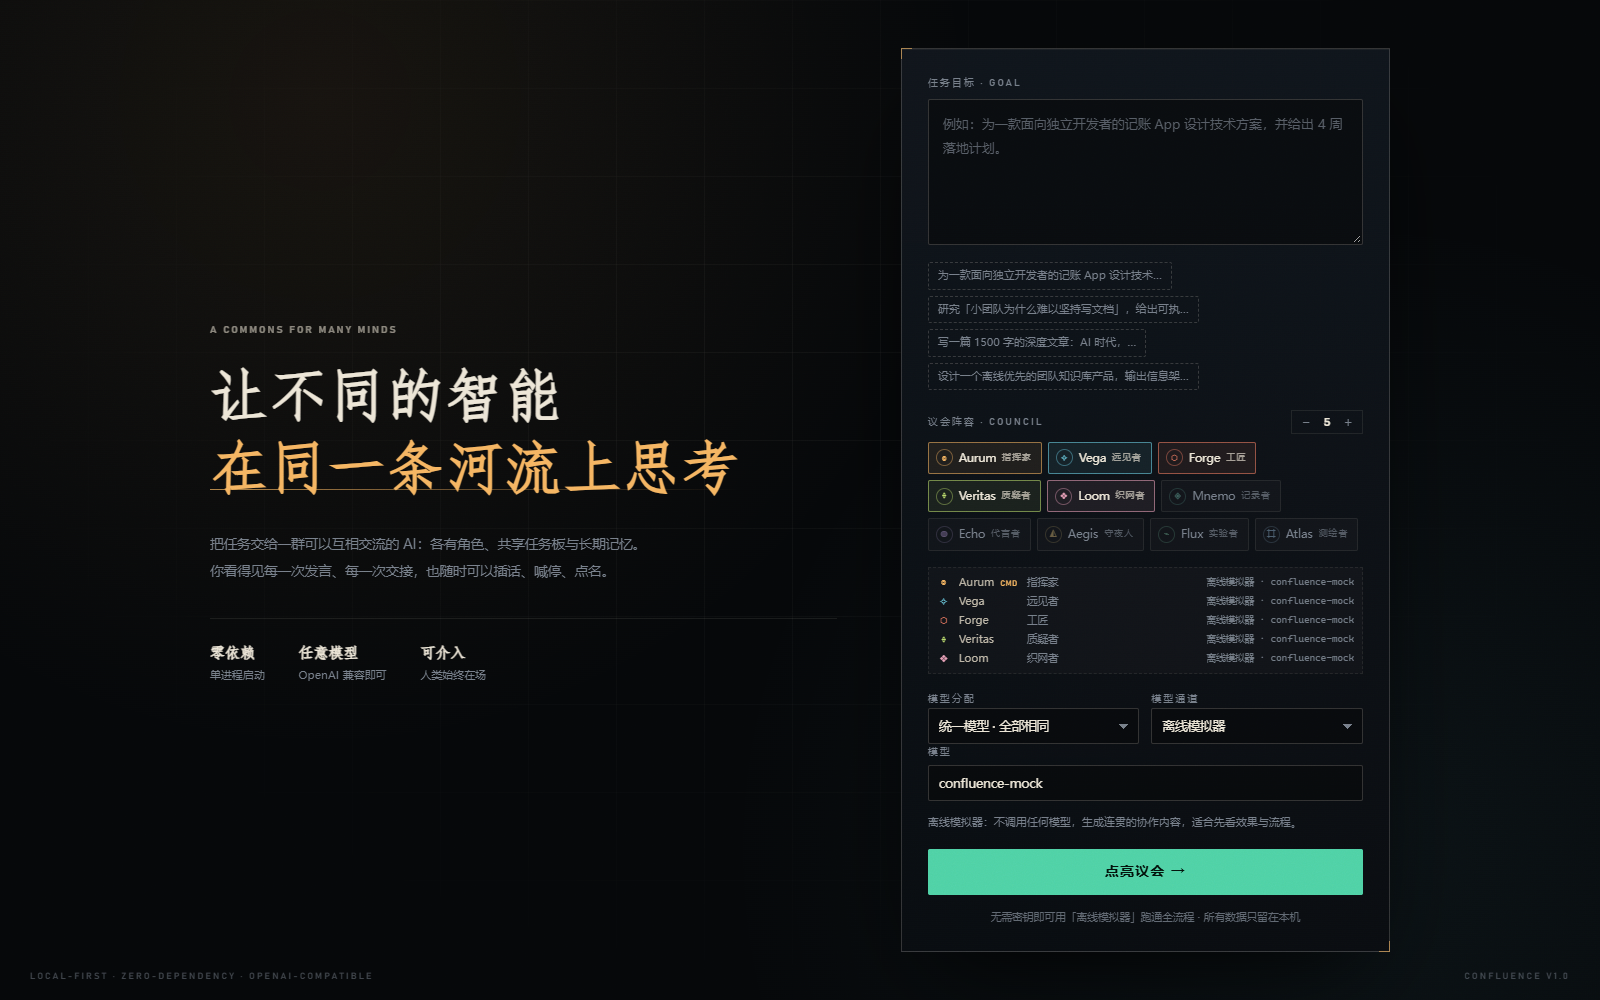 A COMMONS FOR MANY MINDS
让不同的智能
在同一条河流上思考
把任务交给一群可以互相交流的 AI：各有角色、共享任务板与长期记忆。
你看得见每一次发言、每一次交接，也随时可以插话、喊停、点名。
零依赖 任意模型 可介入
单进程启动 OpenAI 兼容即可 人类始终在场
任务目标 · GOAL
例如：为一款面向独立开发者的记账 App 设计技术方案，并给出 4 周
落地计划。
为一款面向独立开发者的记账 App 设计技术…
研究「小团队为什么难以坚持写文档」，给出可执…
写一篇 1500 字的深度文章：AI 时代，…
设计一个离线优先的团队知识库产品，输出信息架…
议会阵容 · COUNCIL − 5 +
Aurum 指挥家 Vega 远见者 Forge 工匠
Veritas 质疑者 Loom 织网者 Mnemo 记录者
Echo 代言者 Aegis 守夜人 Flux 实验者 Atlas 测绘者
Aurum CMD 指挥家 离线模拟器 · confluence-mock
Vega 远见者 离线模拟器 · confluence-mock
Forge 工匠 离线模拟器 · confluence-mock
Veritas 质疑者 离线模拟器 · confluence-mock
Loom 织网者 离线模拟器 · confluence-mock
模型分配 模型通道
统一模型 · 全部相同 离线模拟器
模型
confluence-mock
离线模拟器：不调用任何模型，生成连贯的协作内容，适合先看效果与流程。
点亮议会 →
无需密钥即可用「离线模拟器」跑通全流程 · 所有数据只留在本机
LOCAL-FIRST · ZERO-DEPENDENCY · OPENAI-COMPATIBLE
CONFLUENCE V1.0